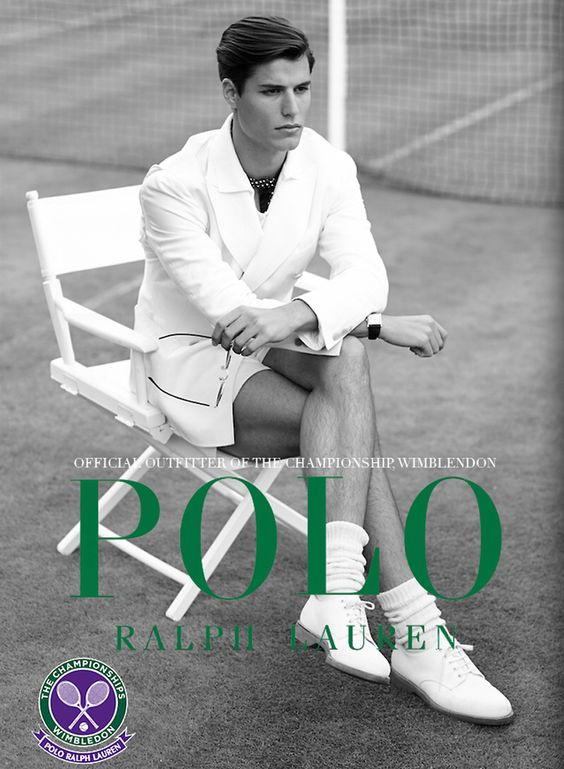 OFFICIAL OUTFITTER OF THE CHAMPIONSHIP, WIMBLENDON
POLO
RALPH LAUREN
THE CHAMPIONSHIPS
WIMBLEDON
POLO RALPH LAUREN